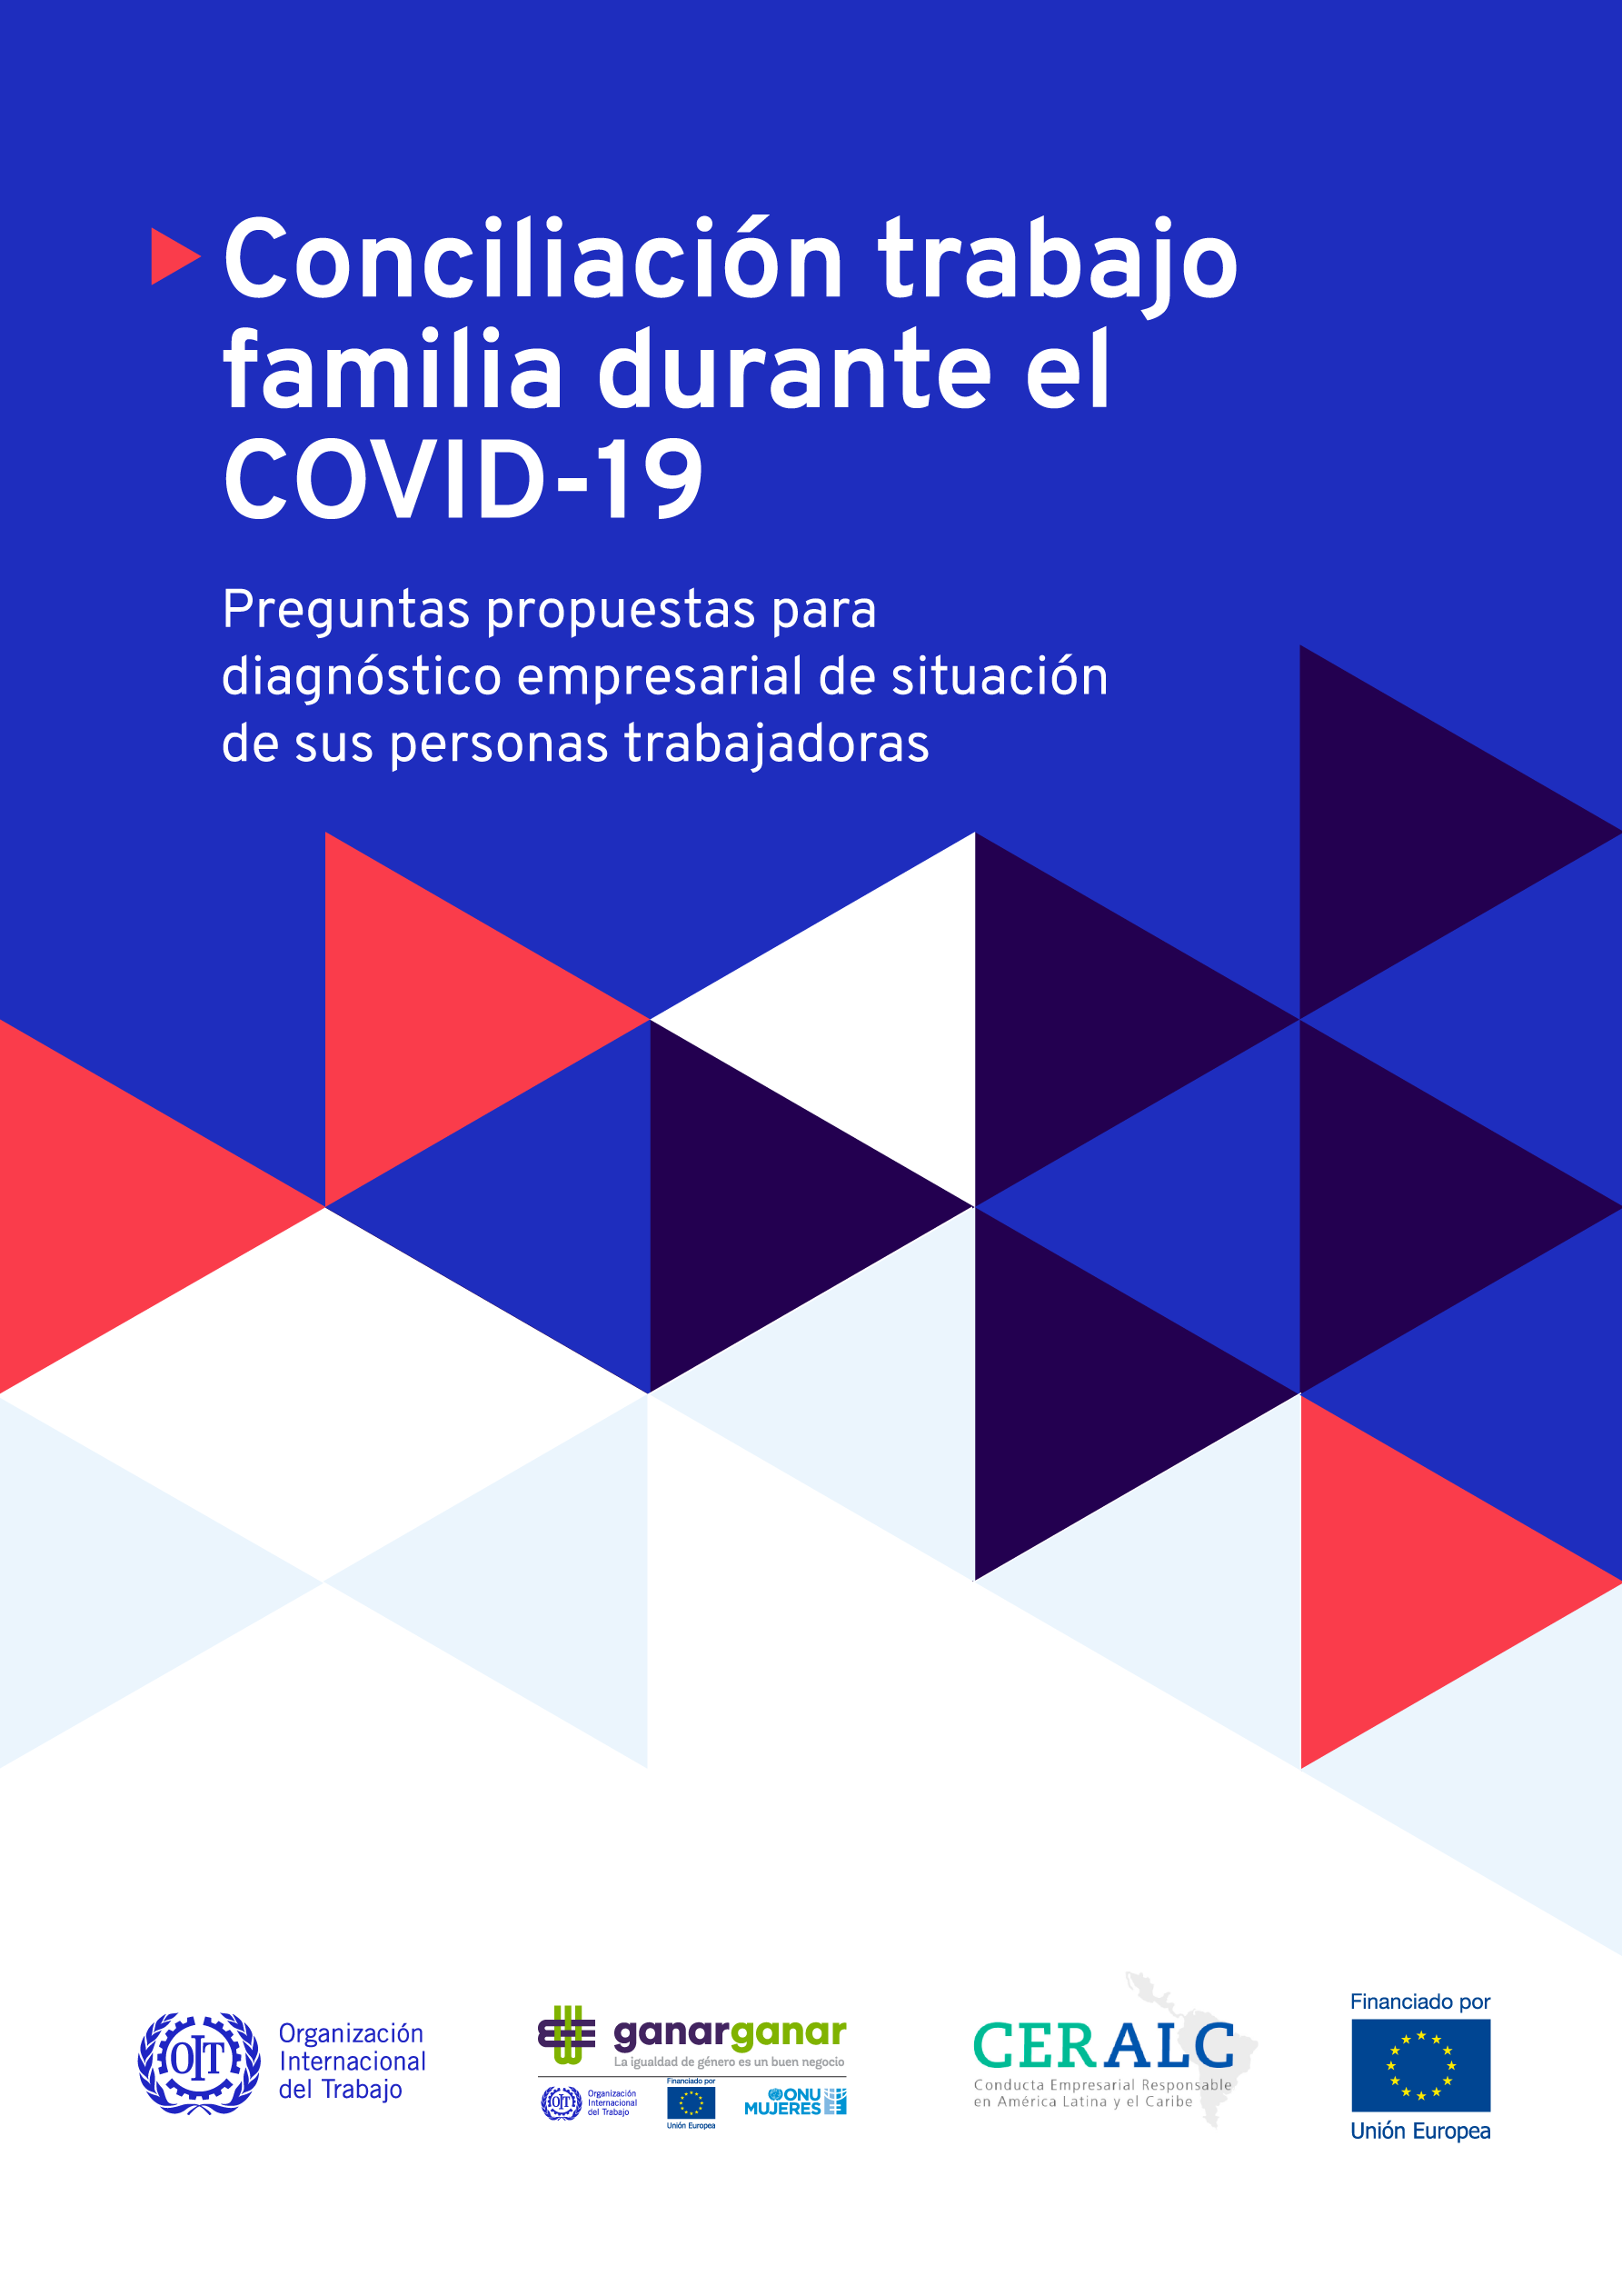 Conciliación trabajo
familia durante el
COVID-19
Preguntas propuestas para
diagnóstico empresarial de situación
de sus personas trabajadoras
OIT
Organización
Internacional
del Trabajo
ganarganar
La igualdad de género es un buen negocio
OIT
Organización
Internacional
del Trabajo
Financiado por
Unión Europea
ONU
MUJERES
CERALC
Conducta Empresarial Responsable
en América Latina y el Caribe
Financiado por
Unión Europea